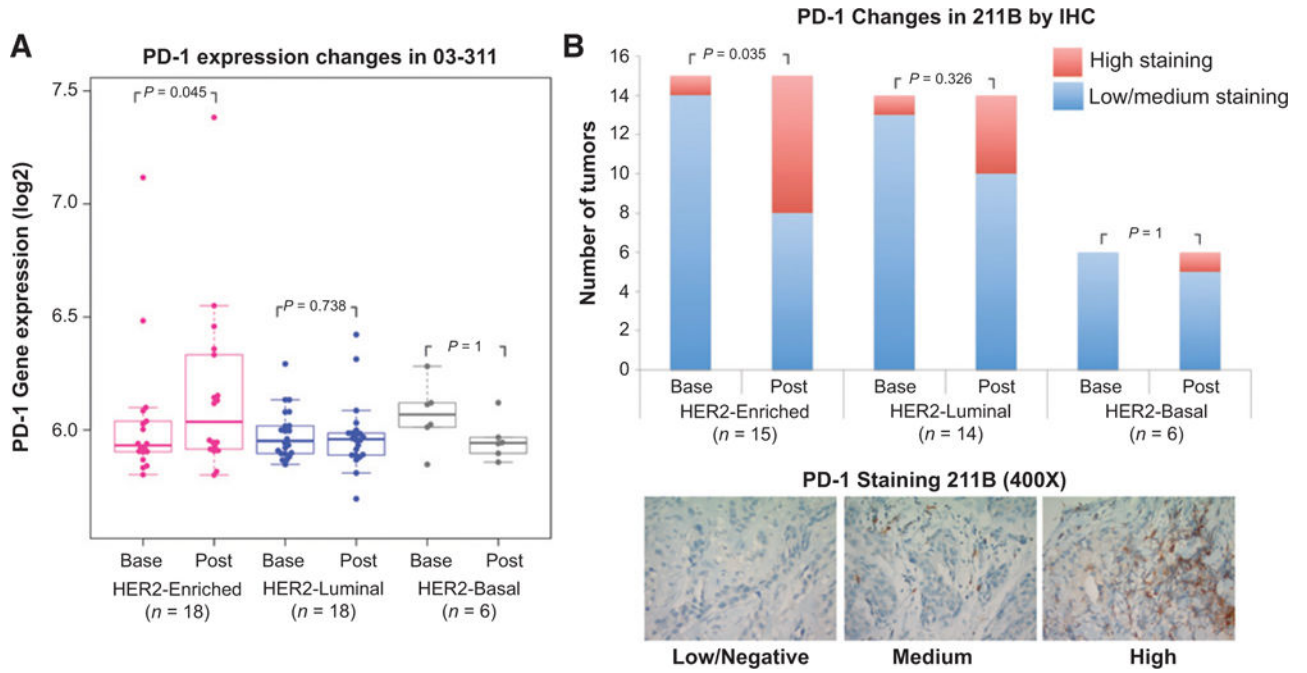 A
PD-1 expression changes in 03-311
PD-1 Gene expression (log2)
7.5
7.0
6.5
6.0
P = 0.045
P = 0.738
P = 1
Base Post Base Post Base Post
HER2-Enriched HER2-Luminal HER2-Basal
(n = 18) (n = 18) (n = 6)
B
PD-1 Changes in 211B by IHC
High staining
Low/medium staining
Number of tumors
16
14
12
10
8
6
4
2
0
P = 0.035
P = 0.326
P = 1
Base Post Base Post Base Post
HER2-Enriched HER2-Luminal HER2-Basal
(n = 15) (n = 14) (n = 6)
PD-1 Staining 211B (400X)
Low/Negative Medium High